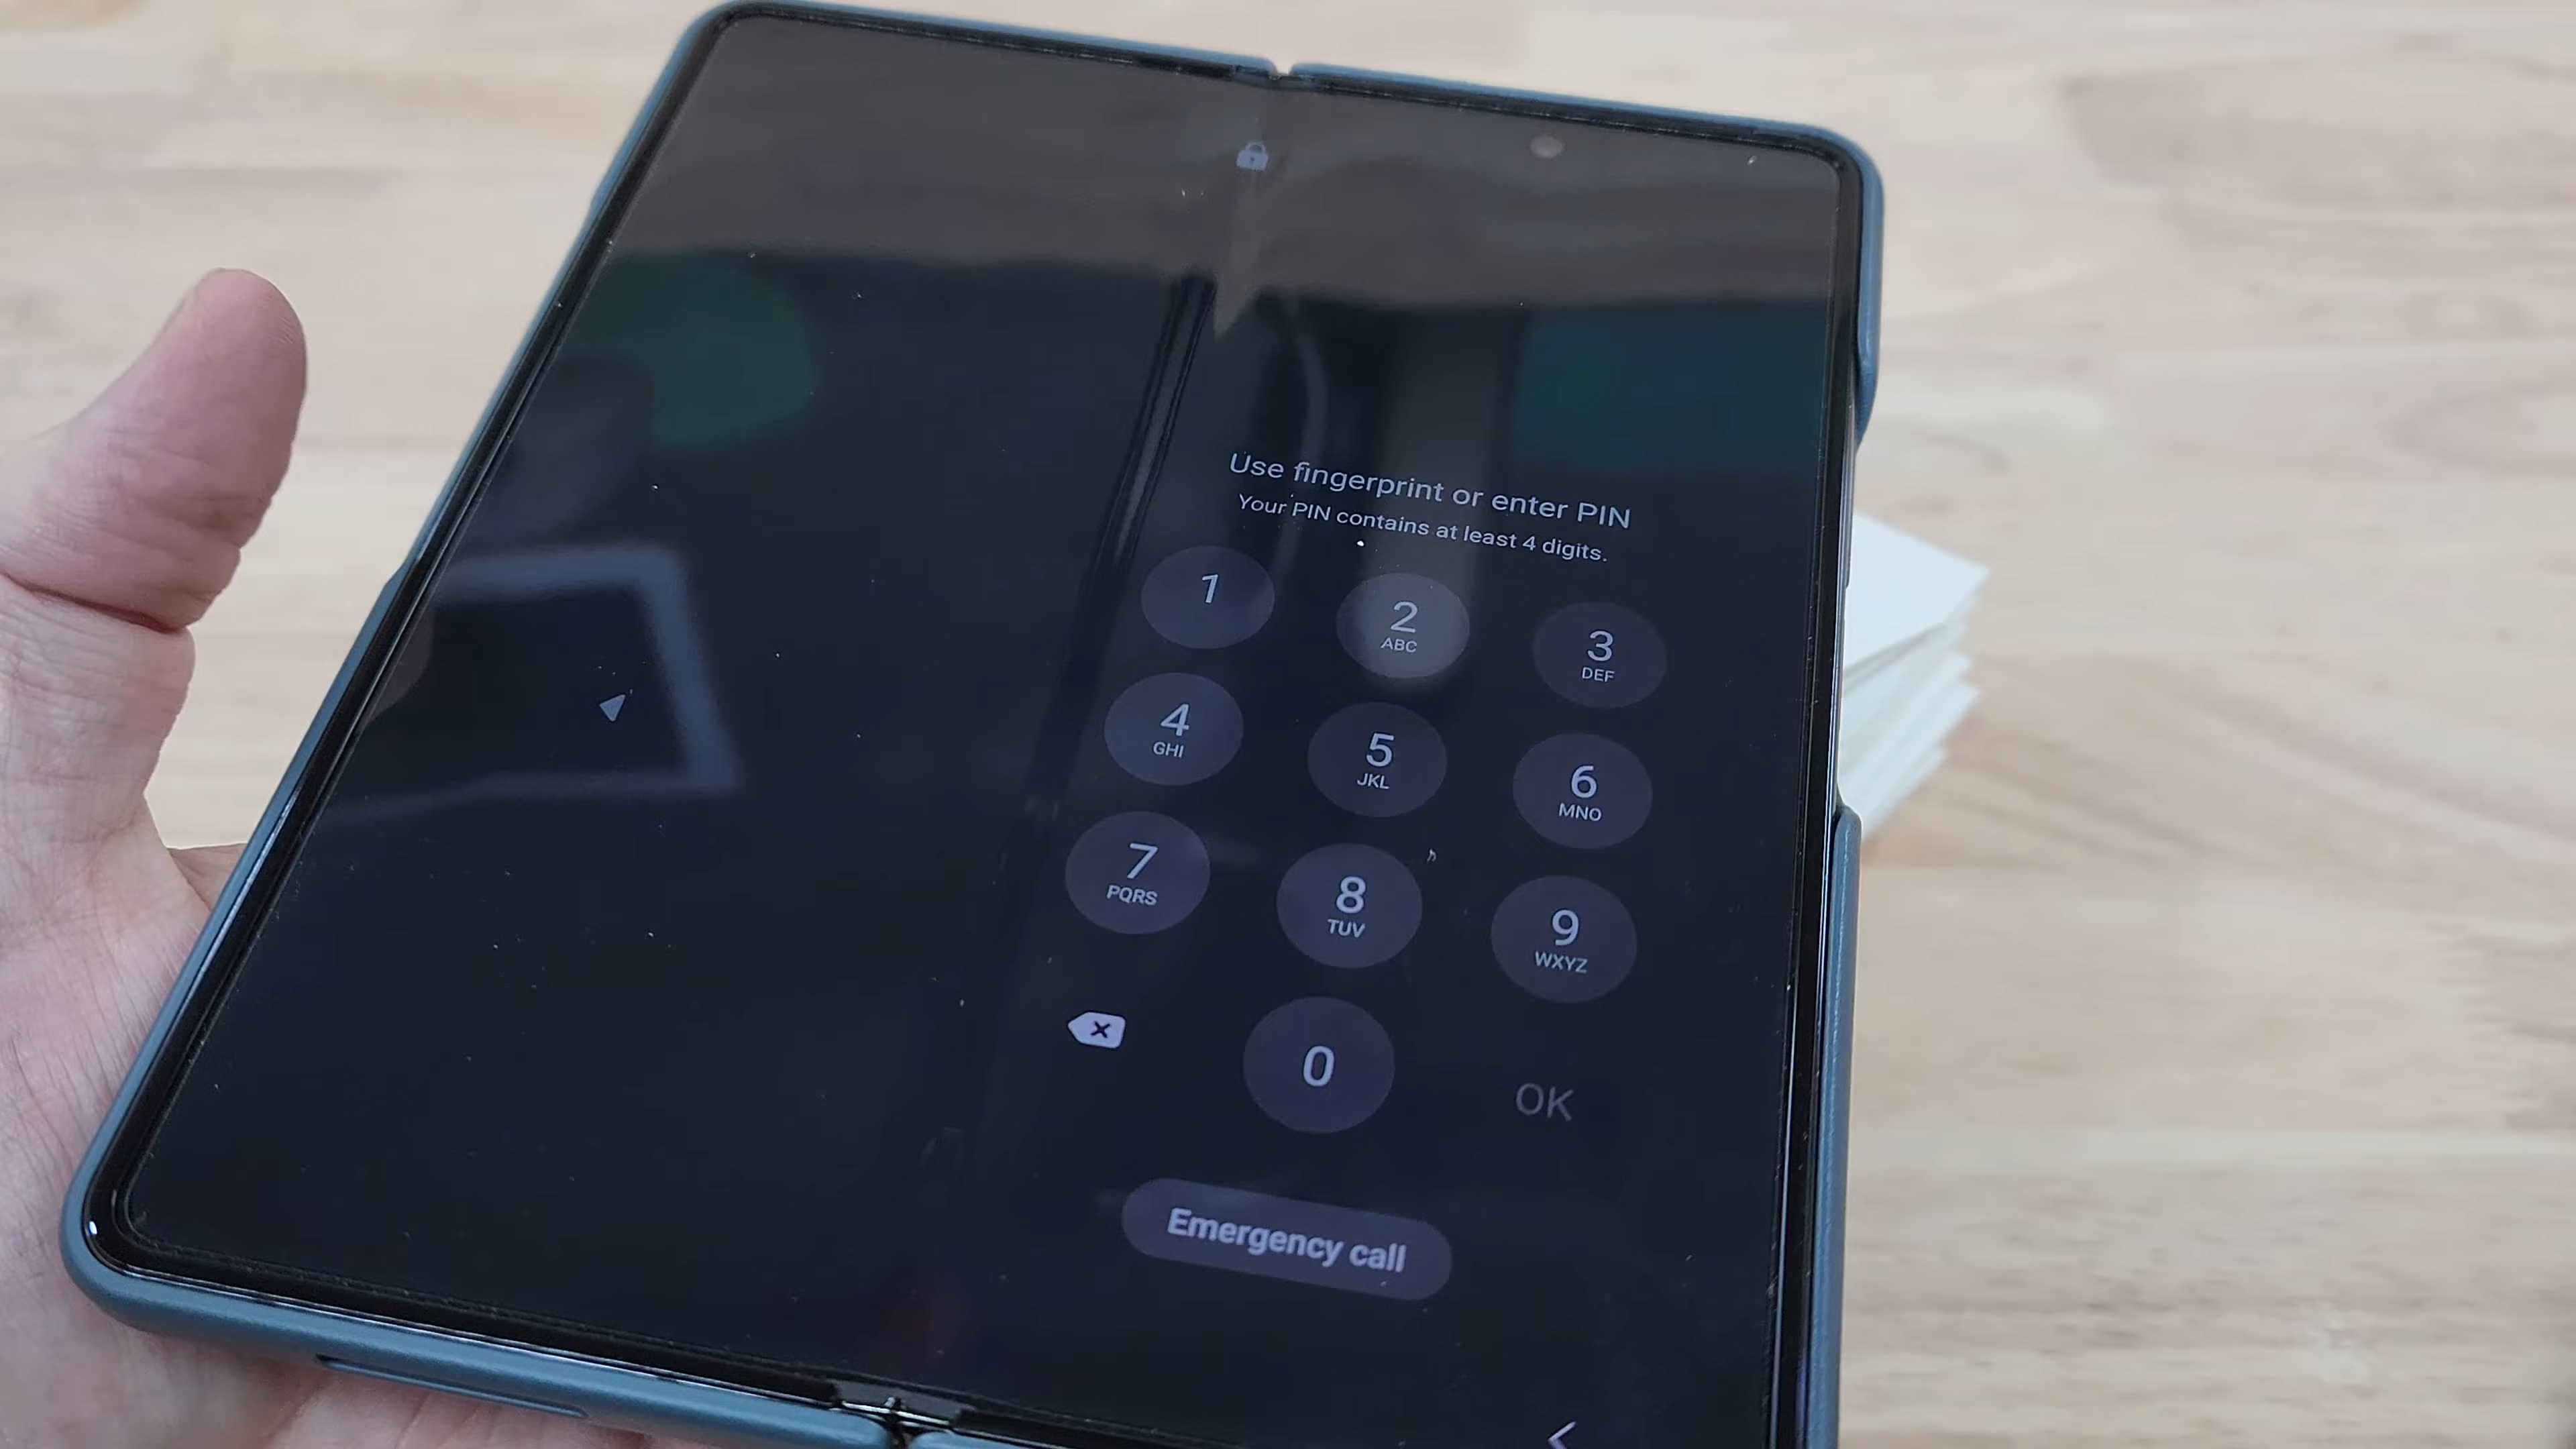 Use fingerprint or enter PIN
Your PIN contains at least 4 digits.
1
2
ABC
3
DEF
4
GHI
5
JKL
6
MNO
7
PQRS
8
TUV
9
WXYZ
0
OK
Emergency call